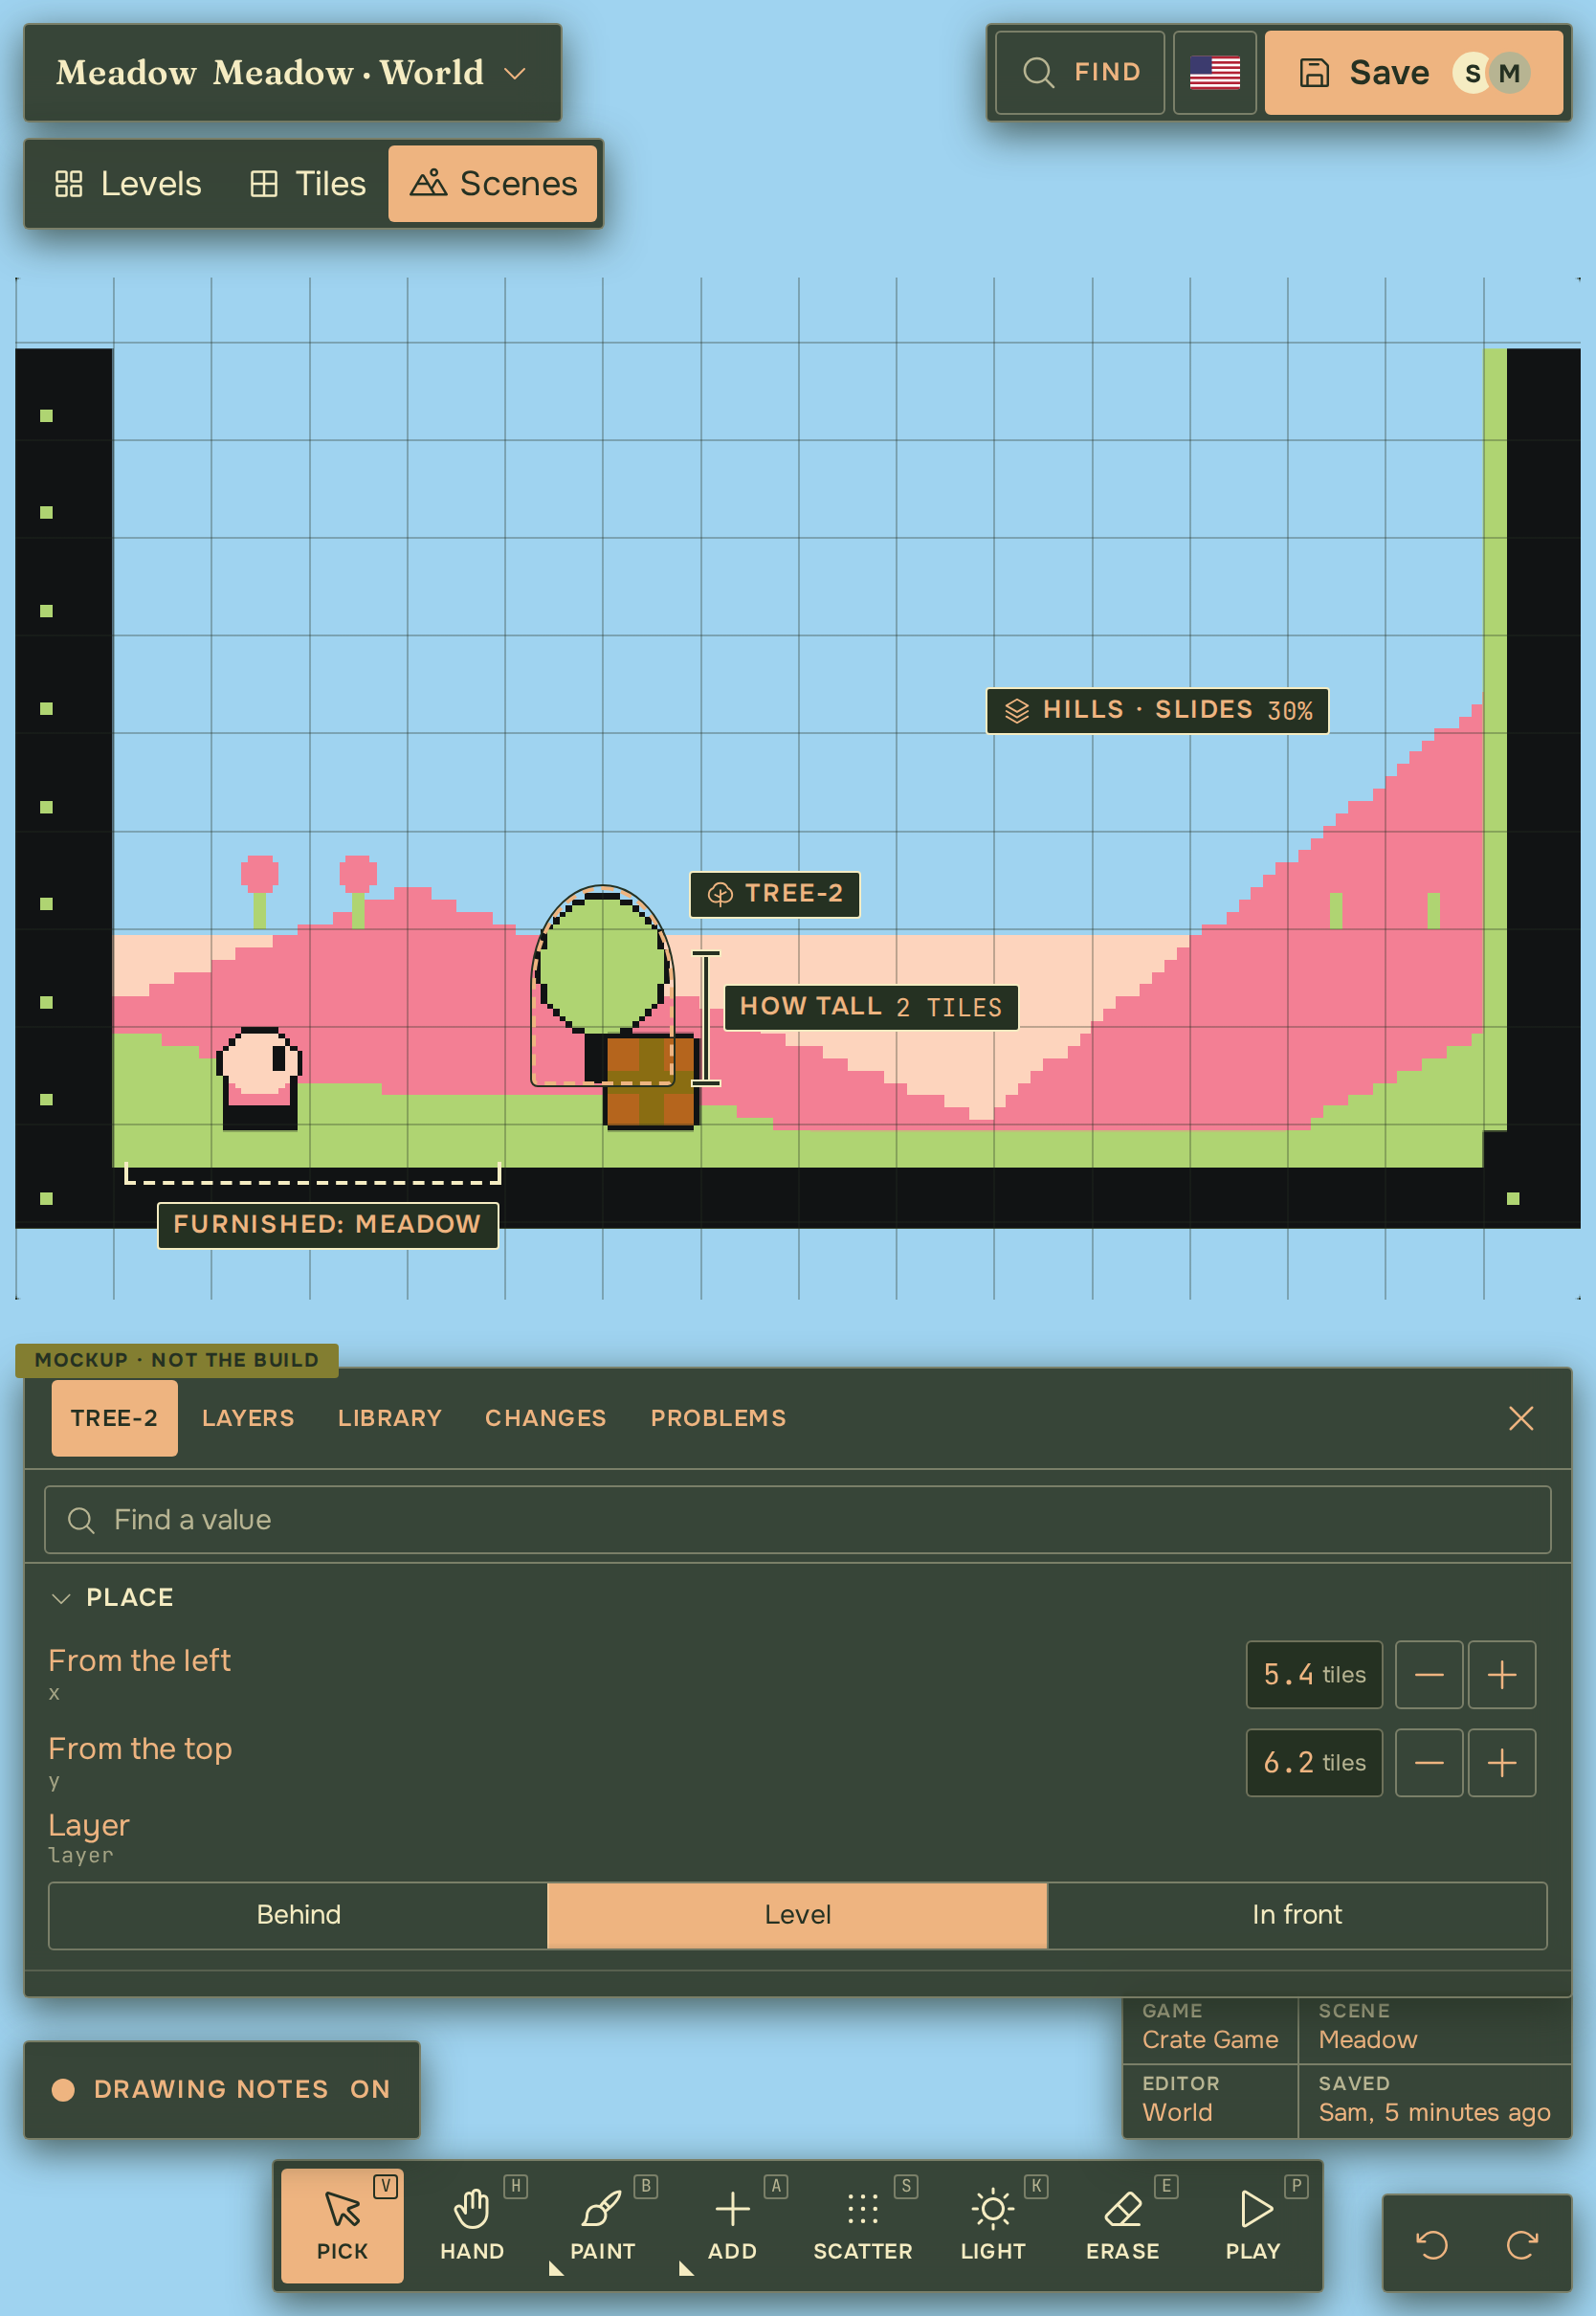 Meadow Meadow · World
FIND
Save S M
Levels Tiles Scenes
HILLS · SLIDES 30%
TREE-2
HOW TALL 2 TILES
FURNISHED: MEADOW
MOCKUP · NOT THE BUILD
TREE-2 LAYERS LIBRARY CHANGES PROBLEMS
Find a value
PLACE
From the left
x
5.4 tiles
From the top
y
6.2 tiles
Layer
layer
Behind Level In front
GAME
Crate Game
SCENE
Meadow
EDITOR
World
SAVED
Sam, 5 minutes ago
DRAWING NOTES ON
V H B A S K E P
PICK HAND PAINT ADD SCATTER LIGHT ERASE PLAY